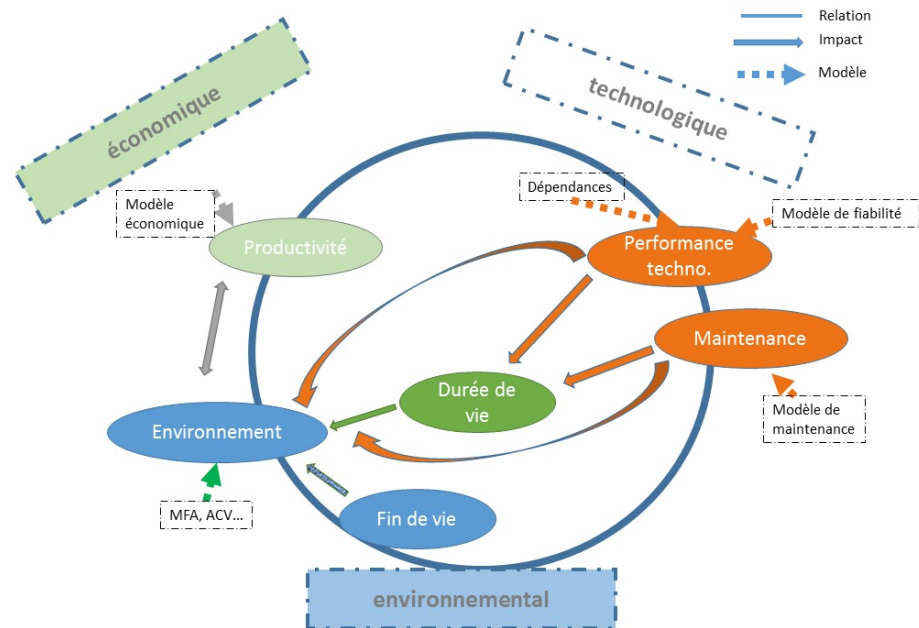 Relation
Impact
Modèle
économique
technologique
Dépendances
Modèle
économique
Modèle de fiabilité
Productivité
Performance
techno.
Maintenance
Durée de
vie
Environnement
Modèle de
maintenance
MFA, ACV...
Fin de vie
environnemental